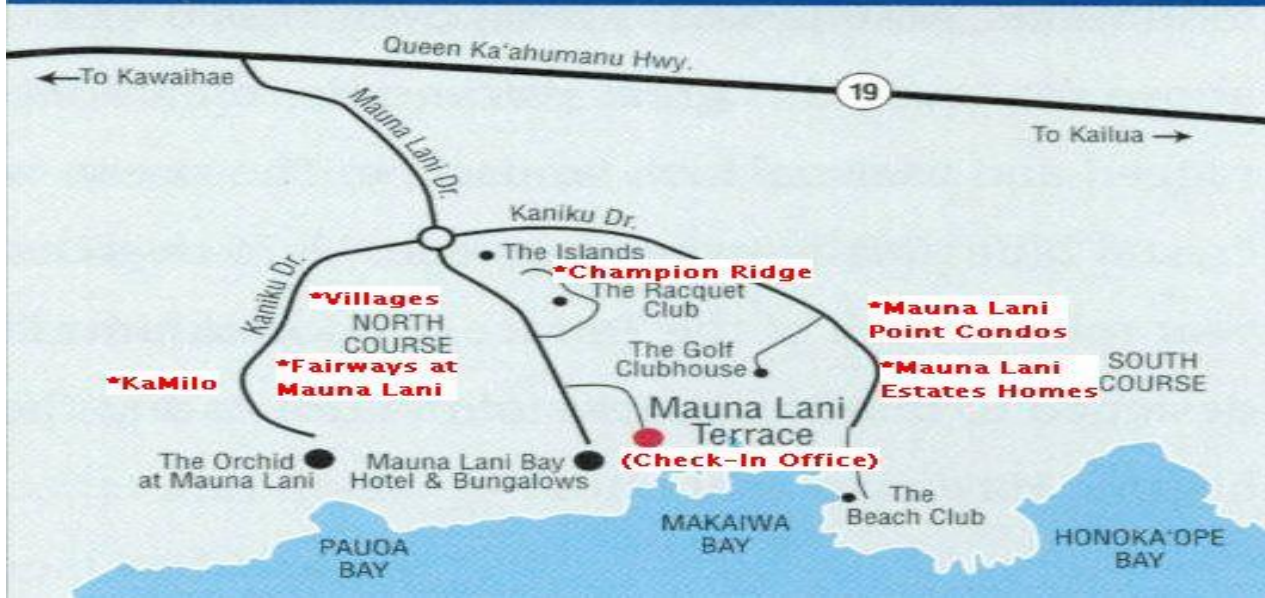 Queen Ka'ahumanu Hwy.
←To Kawaihae
19
To Kailua →
Mauna Lani Dr.
Kaniku Dr.
The Islands
*Champion Ridge
The Racquet
Club
Kaniku Dr.
*Villages
NORTH
COURSE
*Mauna Lani
Point Condos
The Golf
Clubhouse
*KaMilo
*Fairways at
Mauna Lani
*Mauna Lani
Estates Homes
SOUTH
COURSE
Mauna Lani
Terrace
(Check-In Office)
The Orchid
at Mauna Lani
Mauna Lani Bay
Hotel & Bungalows
The
Beach Club
PAUOA
BAY
MAKAIWA
BAY
HONOKA'OPE
BAY